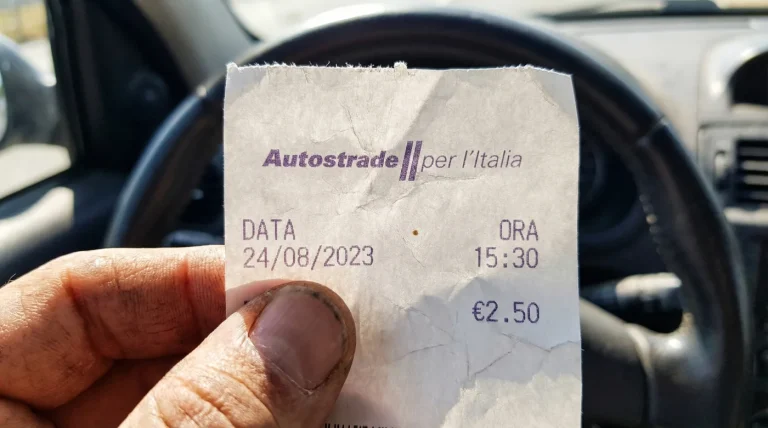 Autostrade per l'Italia
DATA ORA
24/08/2023 15:30
€2.50